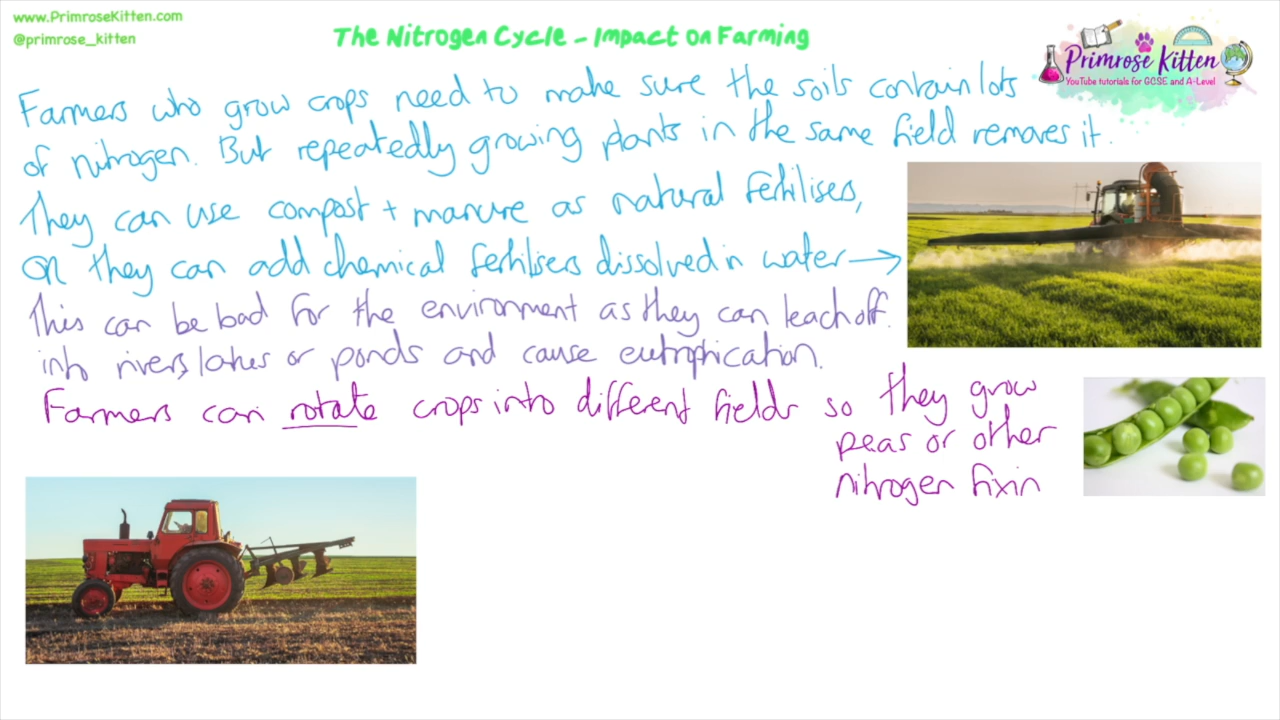 www.PrimroseKitten.com
@primrose_kitten
The Nitrogen Cycle - Impact on Farming
Primrose Kitten
YouTube tutorials for GCSE and A-Level
Farmers who grow crops need to make sure the soils contain lots
of nitrogen. But repeatedly growing plants in the same field removes it.
They can use compost + manure as natural fertilisers,
OR they can add chemical fertilisers dissolved in water →
This can be bad for the environment as they can leach off
into rivers, lakes or ponds and cause eutrophication.
Farmers can rotate crops into different fields so they grow
peas or other
nitrogen fixin